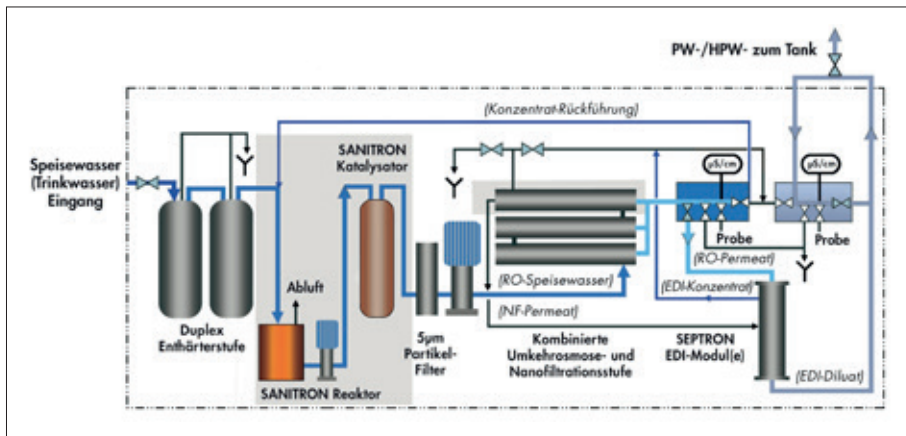 PW-/HPW- zum Tank
(Konzentrat-Rückführung)
Speisewasser
(Trinkwasser)
Eingang
SANITRON
Katalysator
µS/cm
µS/cm
Probe
Probe
(RO-Permeat)
(RO-Speisewasser)
(EDI-Konzentrat)
(NF-Permeat)
Abluft
Duplex
Enthärterstufe
5µm
Partikel-
Filter
Kombinierte
Umkehrosmose- und
Nanofiltrationsstufe
SEPTRON
EDI-Modul(e)
(EDI-Diluat)
SANITRON Reaktor